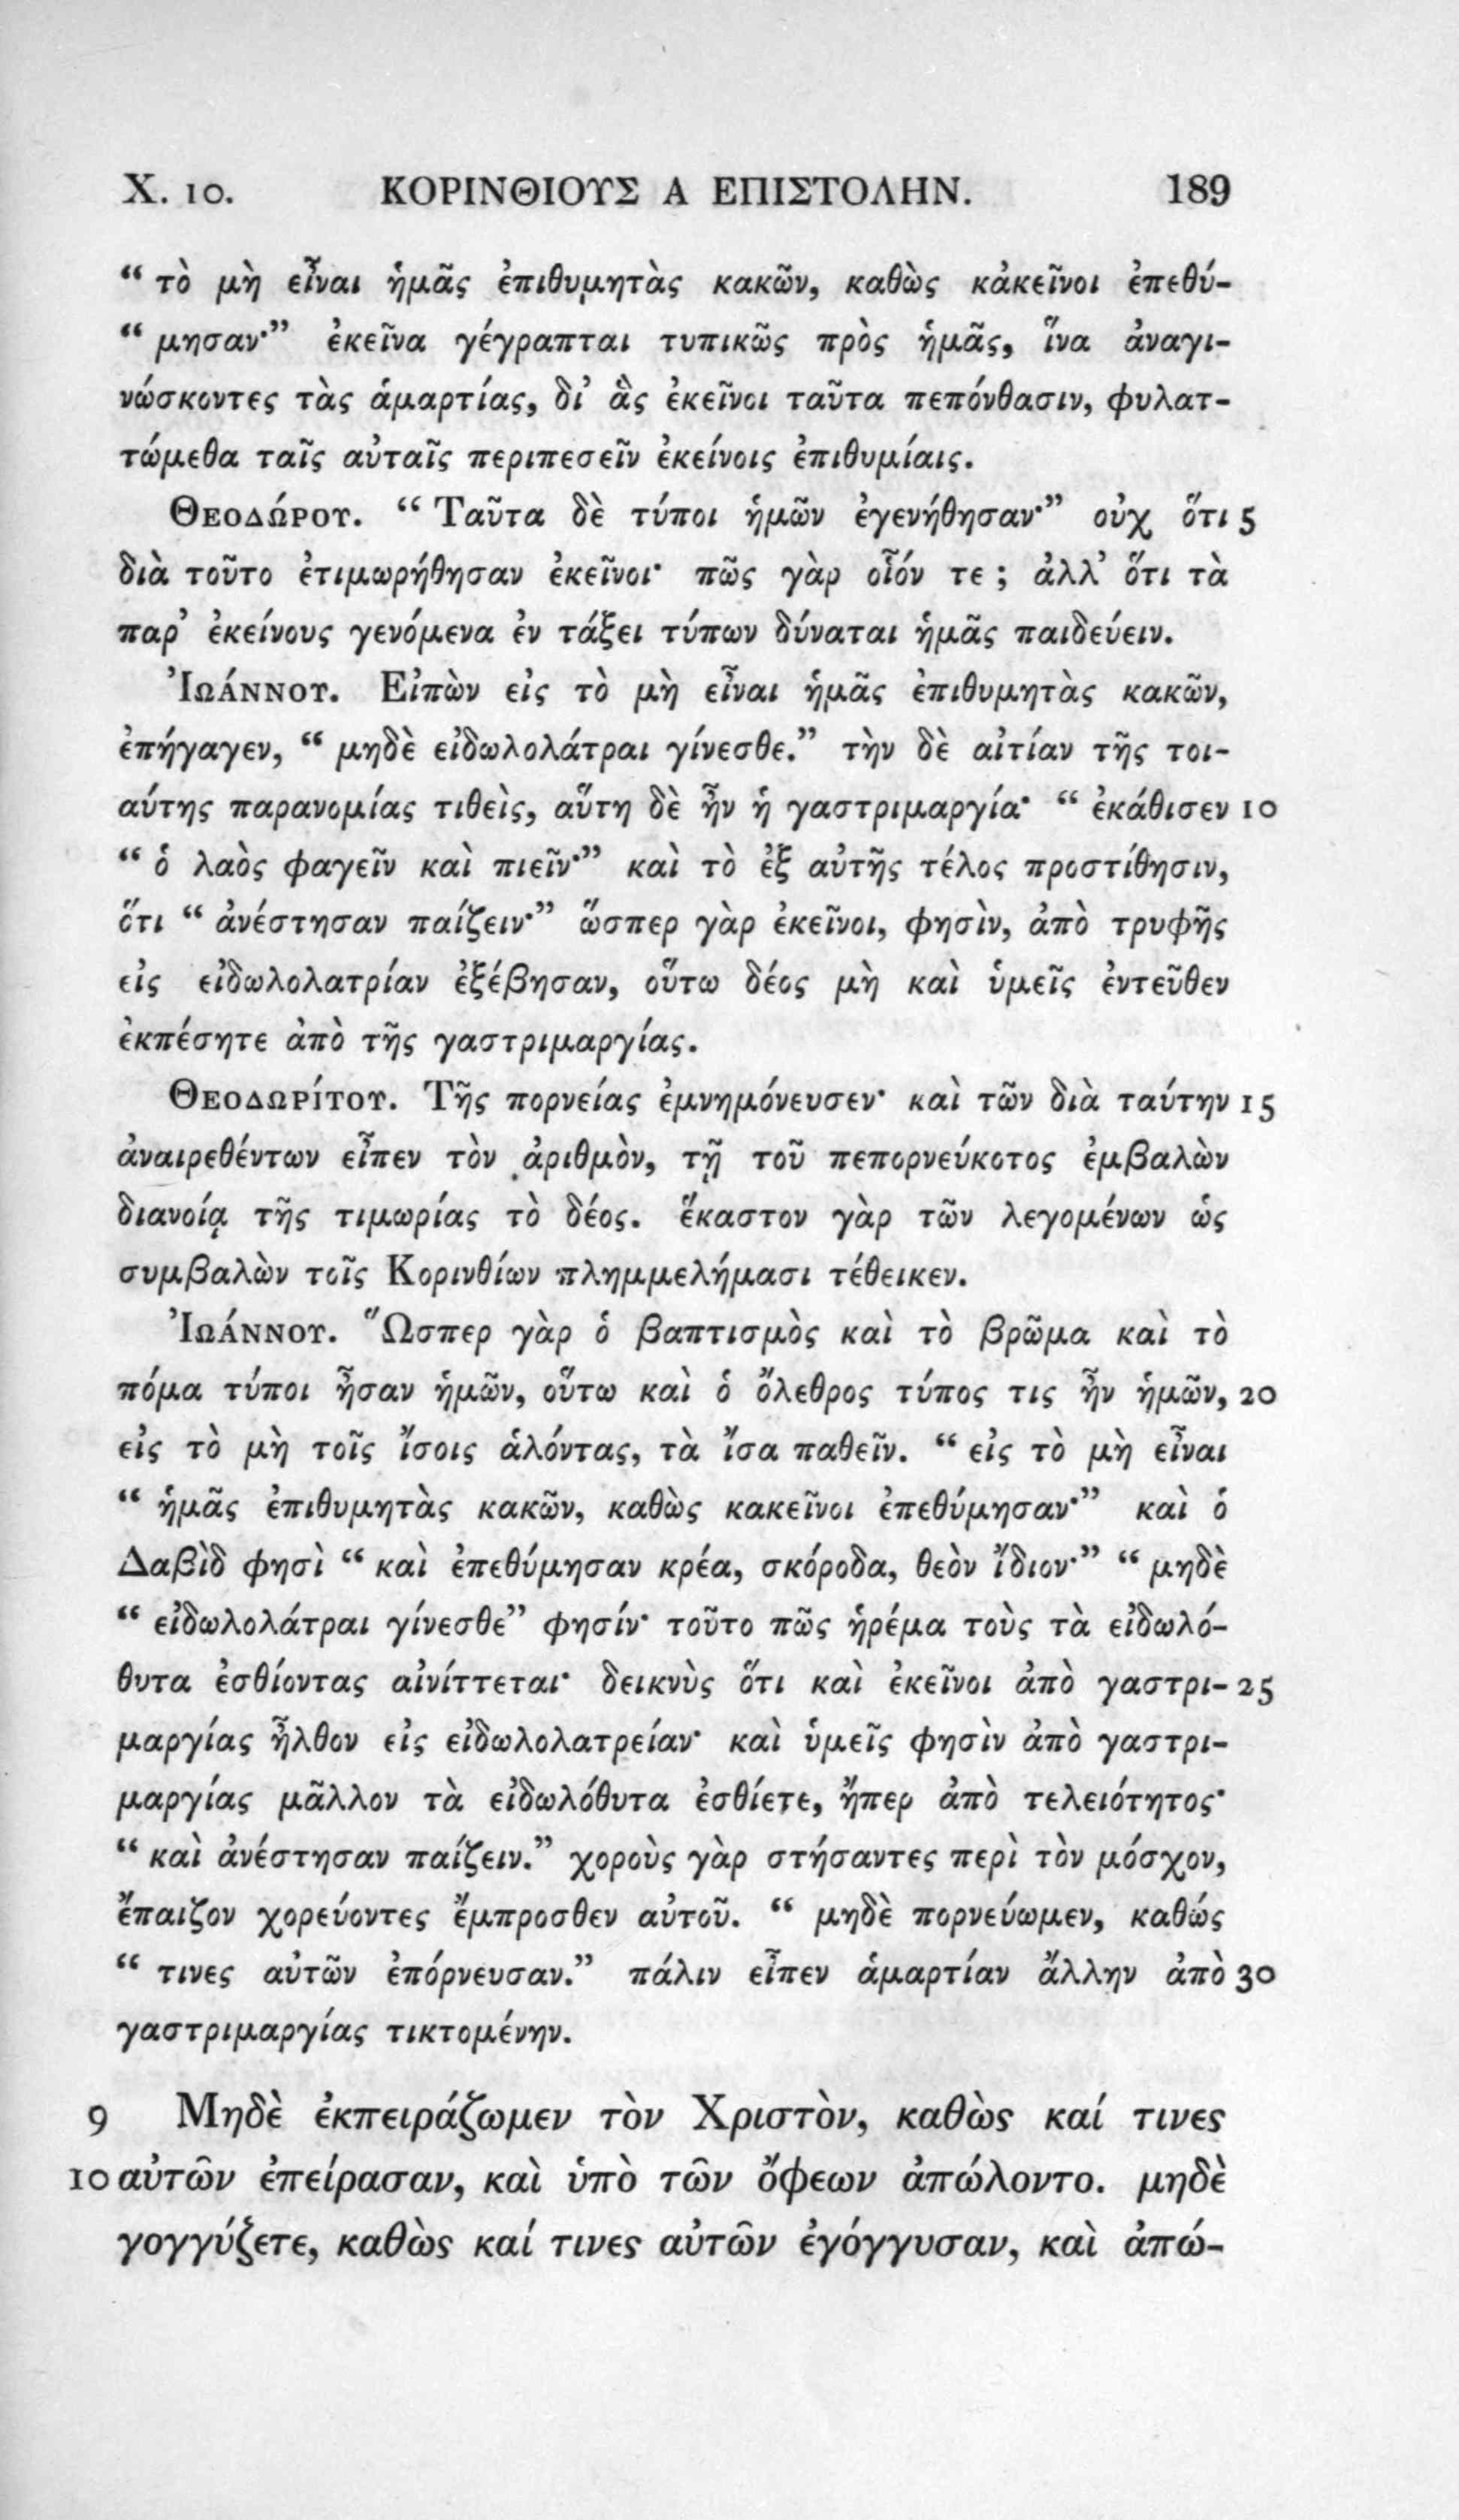 X. 10. ΚΟΡΙΝΘΙΟΥΣ Α ΕΠΙΣΤΟΛΗΝ. 189
“ τὸ μὴ εἶναι ἡμᾶς ἐπιθυμητὰς κακῶν, καθὼς κἀκεῖνοι ἐπεθύ-
“ μησαν·” ἐκεῖνα γέγραπται τυπικῶς πρὸς ἡμᾶς, ἵνα ἀναγι-
νώσκοντες τὰς ἁμαρτίας, δι’ ἃς ἐκεῖνοι ταῦτα πεπόνθασιν, φυλατ-
τώμεθα ταῖς αὐταῖς περιπεσεῖν ἐκείνοις ἐπιθυμίαις.
Θεοδώρου. “ Ταῦτα δὲ τύποι ἡμῶν ἐγενήθησαν·” οὐχ ὅτι 5
διὰ τοῦτο ἐτιμωρήθησαν ἐκεῖνοι· πῶς γὰρ οἷόν τε ; ἀλλ’ ὅτι τὰ
παρ’ ἐκείνους γενόμενα ἐν τάξει τύπων δύναται ἡμᾶς παιδεύειν.
Ἰωάννου. Εἰπὼν εἰς τὸ μὴ εἶναι ἡμᾶς ἐπιθυμητὰς κακῶν,
ἐπήγαγεν, “ μηδὲ εἰδωλολάτραι γίνεσθε.” τὴν δὲ αἰτίαν τῆς τοι-
αύτης παρανομίας τιθεὶς, αὕτη δὲ ἦν ἡ γαστριμαργία· “ ἐκάθισεν 10
“ ὁ λαὸς φαγεῖν καὶ πιεῖν·” καὶ τὸ ἐξ αὐτῆς τέλος προστίθησιν,
ὅτι “ ἀνέστησαν παίζειν·” ὥσπερ γὰρ ἐκεῖνοι, φησὶν, ἀπὸ τρυφῆς
εἰς εἰδωλολατρίαν ἐξέβησαν, οὕτω δέος μὴ καὶ ὑμεῖς ἐντεῦθεν
ἐκπέσητε ἀπὸ τῆς γαστριμαργίας.
Θεοδωρίτου. Τῆς πορνείας ἐμνημόνευσεν· καὶ τῶν διὰ ταύτην 15
ἀναιρεθέντων εἶπεν τὸν ἀριθμὸν, τῇ τοῦ πεπορνευκότος ἐμβαλὼν
διανοίᾳ τῆς τιμωρίας τὸ δέος. ἕκαστον γὰρ τῶν λεγομένων ὡς
συμβαλὼν τοῖς Κορινθίων πλημμελήμασι τέθεικεν.
Ἰωάννου. Ὥσπερ γὰρ ὁ βαπτισμὸς καὶ τὸ βρῶμα καὶ τὸ
πόμα τύποι ἦσαν ἡμῶν, οὕτω καὶ ὁ ὄλεθρος τύπος τις ἦν ἡμῶν, 20
εἰς τὸ μὴ τοῖς ἴσοις ἁλόντας, τὰ ἴσα παθεῖν. “ εἰς τὸ μὴ εἶναι
“ ἡμᾶς ἐπιθυμητὰς κακῶν, καθὼς κακεῖνοι ἐπεθύμησαν·” καὶ ὁ
Δαβὶδ φησὶ “ καὶ ἐπεθύμησαν κρέα, σκόροδα, θεὸν ἴδιον·” “ μηδὲ
“ εἰδωλολάτραι γίνεσθε” φησίν· τοῦτο πῶς ἠρέμα τοὺς τὰ εἰδωλό-
θυτα ἐσθίοντας αἰνίττεται· δεικνὺς ὅτι καὶ ἐκεῖνοι ἀπὸ γαστρι- 25
μαργίας ἦλθον εἰς εἰδωλολατρείαν· καὶ ὑμεῖς φησὶν ἀπὸ γαστρι-
μαργίας μᾶλλον τὰ εἰδωλόθυτα ἐσθίετε, ἤπερ ἀπὸ τελειότητος·
“ καὶ ἀνέστησαν παίζειν.” χοροὺς γὰρ στήσαντες περὶ τὸν μόσχον,
ἔπαιζον χορεύοντες ἔμπροσθεν αὐτοῦ. “ μηδὲ πορνεύωμεν, καθώς
“ τινες αὐτῶν ἐπόρνευσαν.” πάλιν εἶπεν ἁμαρτίαν ἄλλην ἀπὸ 30
γαστριμαργίας τικτομένην.
9 Μηδὲ ἐκπειράζωμεν τὸν Χριστὸν, καθὼς καί τινες
10 αὐτῶν ἐπείρασαν, καὶ ὑπὸ τῶν ὄφεων ἀπώλοντο. μηδὲ
γογγύζετε, καθὼς καί τινες αὐτῶν ἐγόγγυσαν, καὶ ἀπώ-